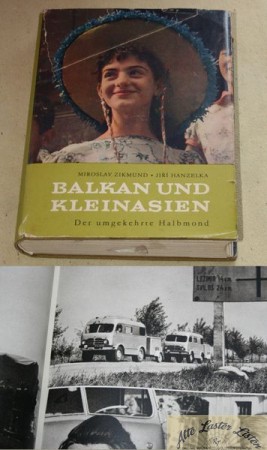 MIROSLAV ZIKMUND · JIŘÍ HANZELKA
BALKAN UND
KLEINASIEN
Der umgekehrte Halbmond
Alte Laster